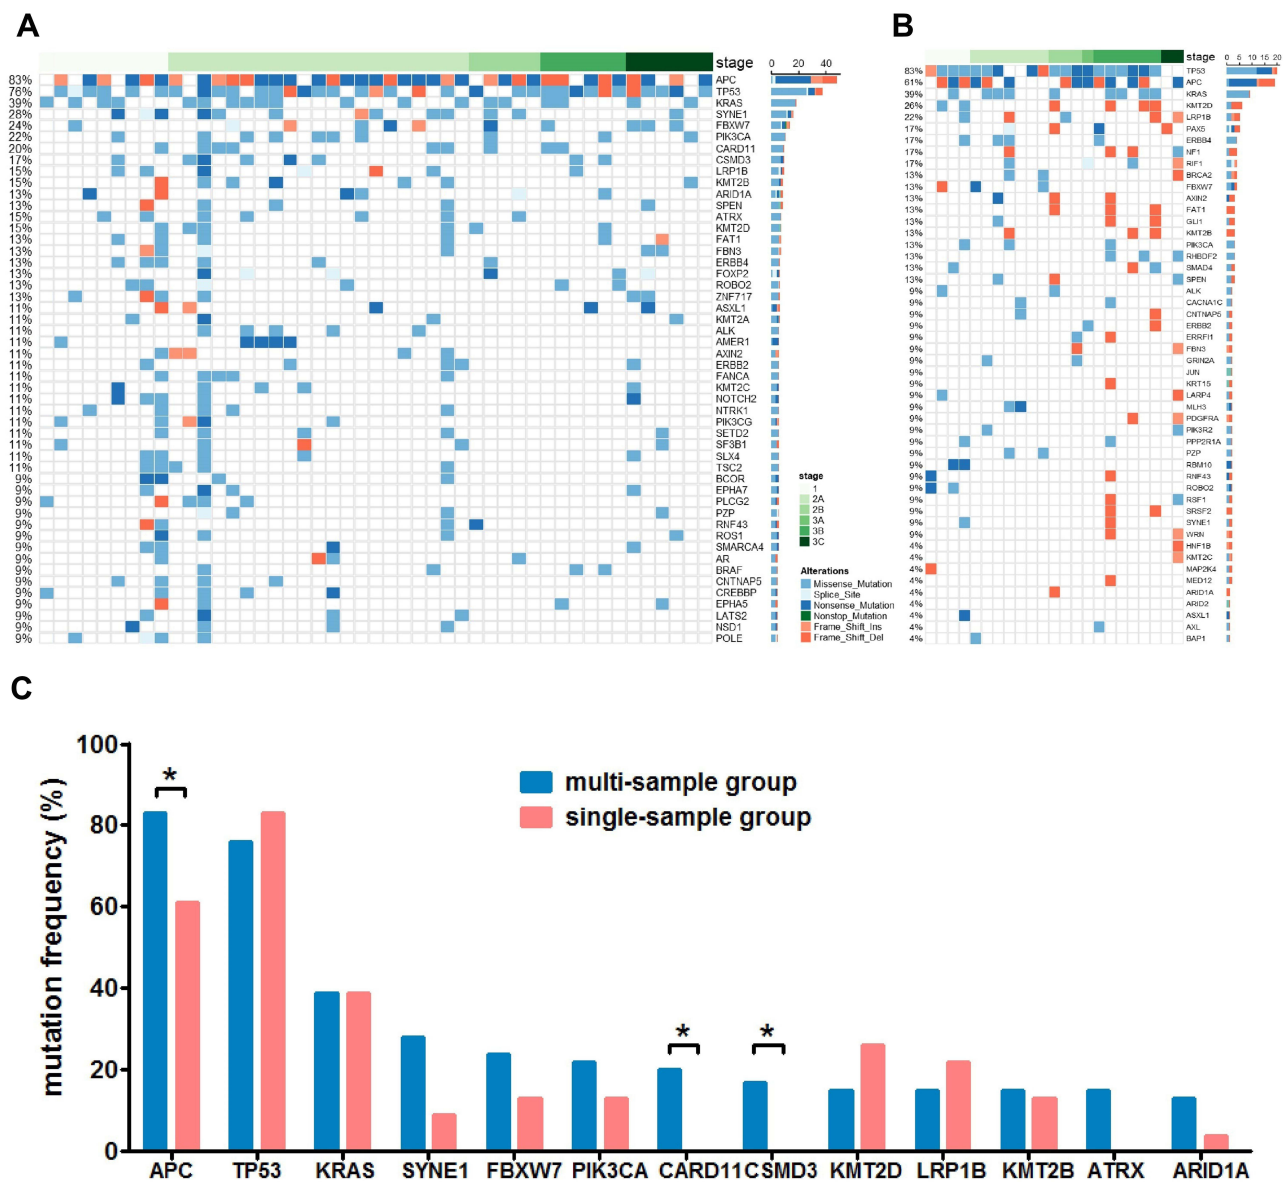 A
stage
0 20 40
83% APC
76% TP53
39% KRAS
28% SYNE1
24% FBXW7
22% PIK3CA
20% CARD11
17% CSMD3
15% LRP1B
15% KMT2B
13% ARID1A
13% SPEN
15% ATRX
15% KMT2D
13% FAT1
13% FBN3
13% ERBB4
13% FOXP2
13% ROBO2
13% ZNF717
11% ASXL1
11% KMT2A
11% ALK
11% AMER1
11% AXIN2
11% ERBB2
11% FANCA
11% KMT2C
11% NOTCH2
11% NTRK1
11% PIK3CG
11% SETD2
11% SF3B1
11% SLX4
11% TSC2
9% BCOR
9% EPHA7
9% PLCG2
9% PZP
9% RNF43
9% ROS1
9% SMARCA4
9% AR
9% BRAF
9% CNTNAP5
9% CREBBP
9% EPHA5
9% LATS2
9% NSD1
9% POLE
stage
1
2A
2B
3A
3B
3C
Alterations
Missense_Mutation
Splice_Site
Nonsense_Mutation
Nonstop_Mutation
Frame_Shift_Ins
Frame_Shift_Del
B
stage
0 5 10 15 20
83% TP53
61% APC
39% KRAS
26% KMT2D
22% LRP1B
17% PAX5
17% ERBB4
17% NF1
17% RIF1
13% BRCA2
13% FBXW7
13% AXIN2
13% FAT1
13% GLI1
13% KMT2B
13% PIK3CA
13% RHBDF2
13% SMAD4
13% SPEN
9% ALK
9% CACNA1C
9% CNTNAP5
9% ERBB2
9% ERRFI1
9% FBN3
9% GRIN2A
9% JUN
9% KRT15
9% LARP4
9% MLH3
9% PDGFRA
9% PIK3R2
9% PPP2R1A
9% PZP
9% RBM10
9% RNF43
9% ROBO2
9% RSF1
9% SRSF2
9% SYNE1
9% WRN
4% HNF1B
4% KMT2C
4% MAP2K4
4% MED12
4% ARID1A
4% ARID2
4% ASXL1
4% AXL
4% BAP1
C
mutation frequency (%)
100
80
60
40
20
0
multi-sample group
single-sample group
*
* *
APC TP53 KRAS SYNE1 FBXW7 PIK3CA CARD11 CSMD3 KMT2D LRP1B KMT2B ATRX ARID1A